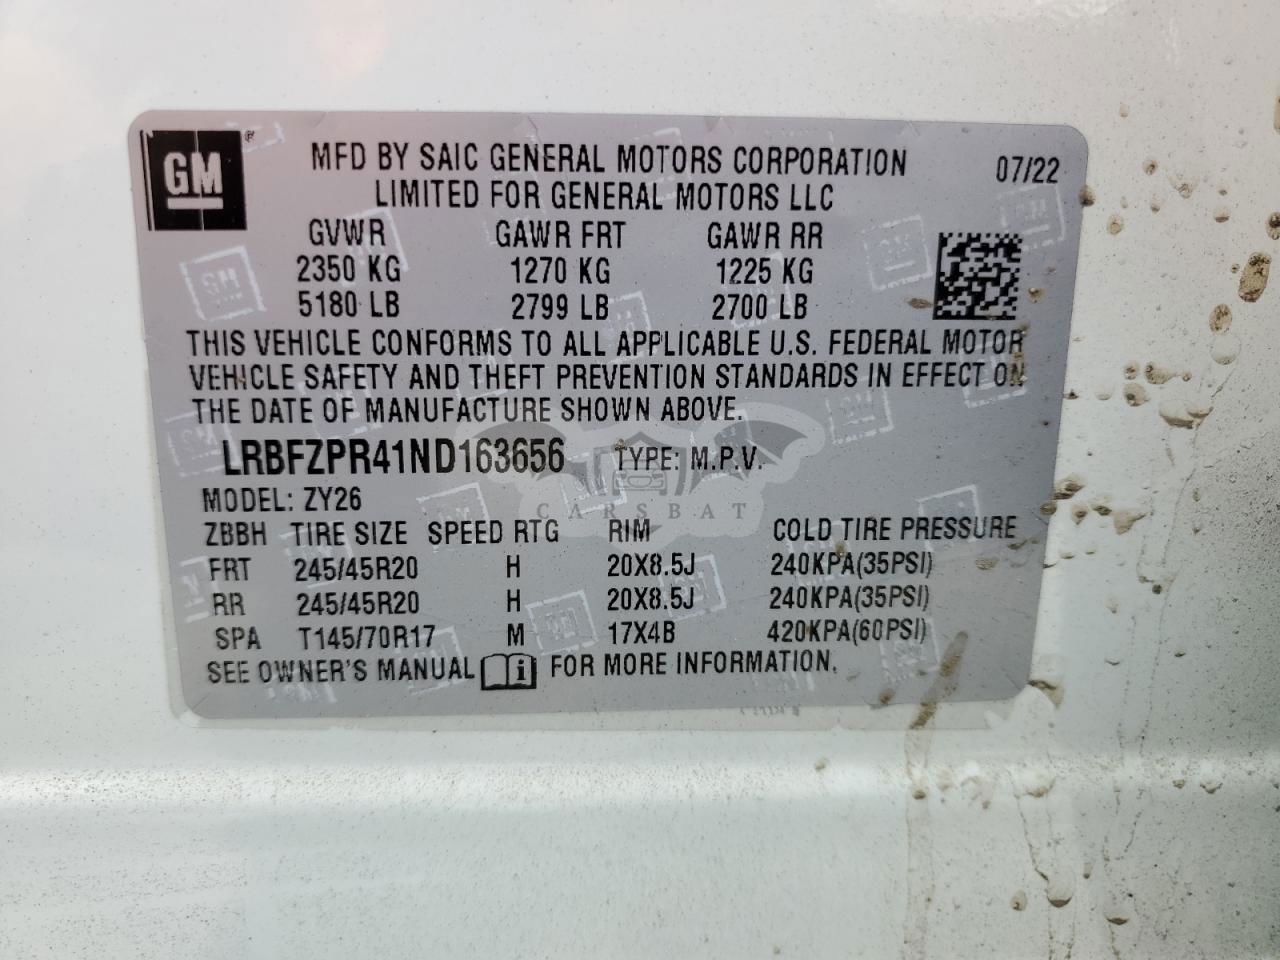 GM
MFD BY SAIC GENERAL MOTORS CORPORATION 07/22
LIMITED FOR GENERAL MOTORS LLC
GVWR GAWR FRT GAWR RR
2350 KG 1270 KG 1225 KG
5180 LB 2799 LB 2700 LB
THIS VEHICLE CONFORMS TO ALL APPLICABLE U.S. FEDERAL MOTOR
VEHICLE SAFETY AND THEFT PREVENTION STANDARDS IN EFFECT ON
THE DATE OF MANUFACTURE SHOWN ABOVE.
LRBFZPR41ND163656 TYPE: M.P.V.
MODEL: ZY26
CARSBAT
ZBBH TIRE SIZE SPEED RTG RIM COLD TIRE PRESSURE
FRT 245/45R20 H 20X8.5J 240KPA(35PSI)
RR 245/45R20 H 20X8.5J 240KPA(35PSI)
SPA T145/70R17 M 17X4B 420KPA(60PSI)
SEE OWNER'S MANUAL i FOR MORE INFORMATION.